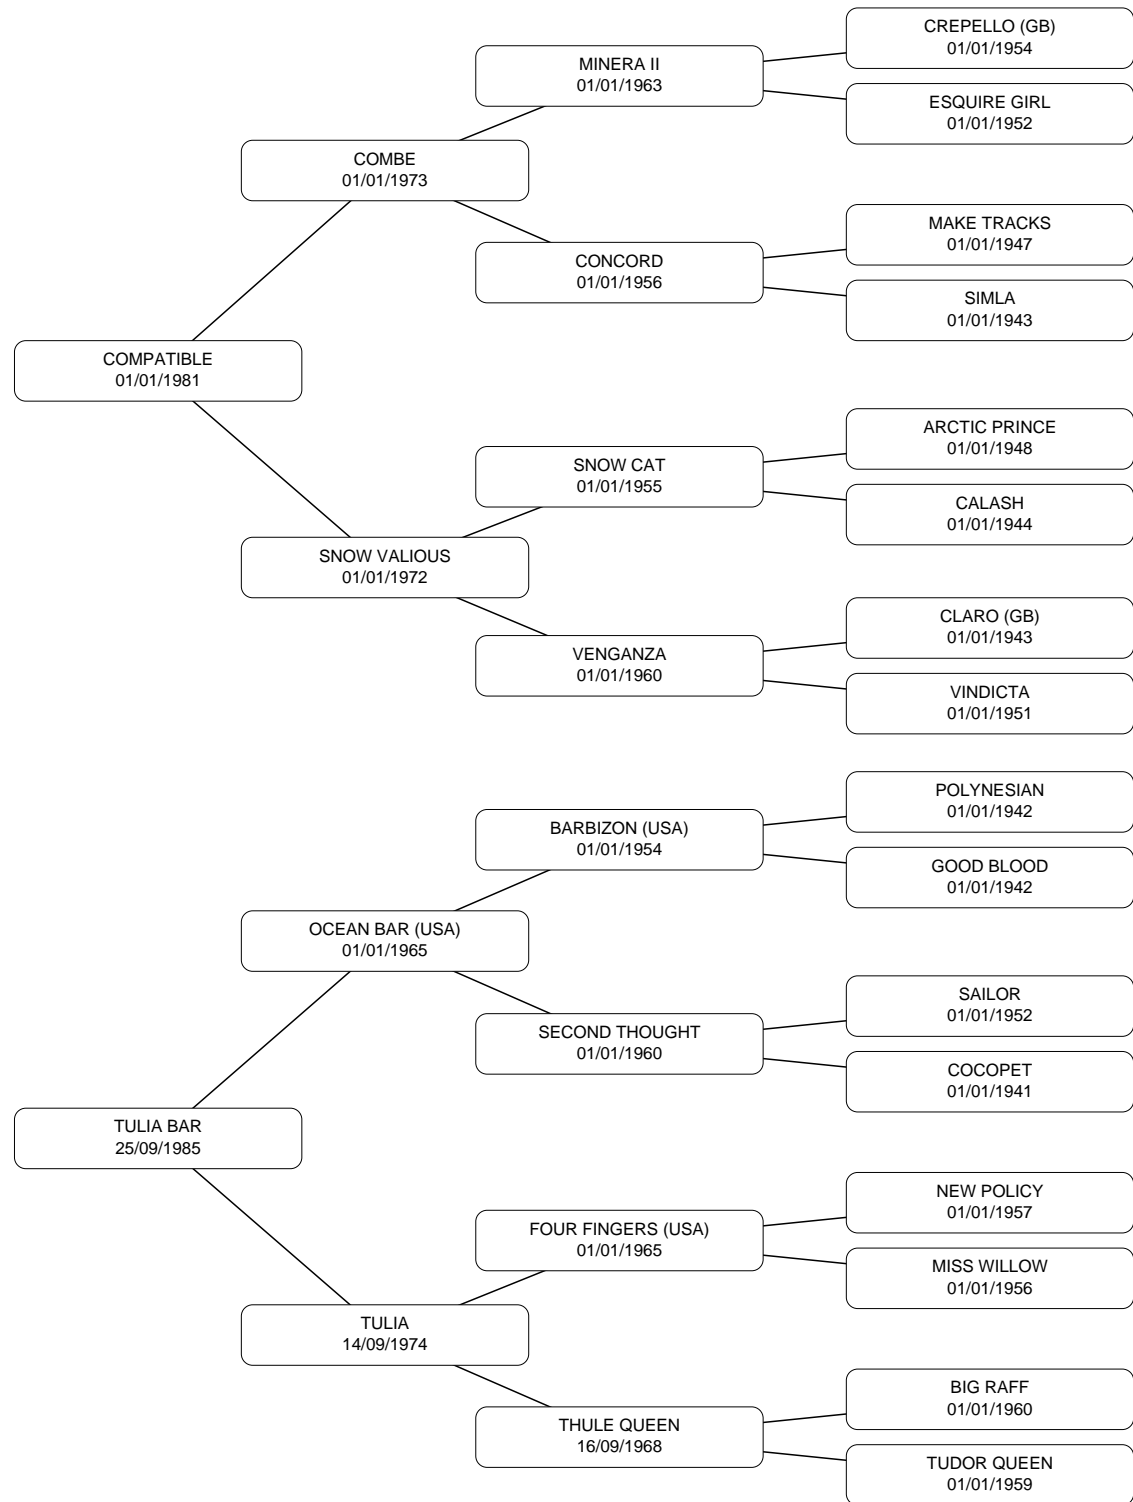 CREPELLO (GB)
01/01/1954
MINERA II
01/01/1963
ESQUIRE GIRL
01/01/1952
COMBE
01/01/1973
MAKE TRACKS
01/01/1947
CONCORD
01/01/1956
SIMLA
01/01/1943
COMPATIBLE
01/01/1981
ARCTIC PRINCE
01/01/1948
SNOW CAT
01/01/1955
CALASH
01/01/1944
SNOW VALIOUS
01/01/1972
CLARO (GB)
01/01/1943
VENGANZA
01/01/1960
VINDICTA
01/01/1951
POLYNESIAN
01/01/1942
BARBIZON (USA)
01/01/1954
GOOD BLOOD
01/01/1942
OCEAN BAR (USA)
01/01/1965
SAILOR
01/01/1952
SECOND THOUGHT
01/01/1960
COCOPET
01/01/1941
TULIA BAR
25/09/1985
NEW POLICY
01/01/1957
FOUR FINGERS (USA)
01/01/1965
MISS WILLOW
01/01/1956
TULIA
14/09/1974
BIG RAFF
01/01/1960
THULE QUEEN
16/09/1968
TUDOR QUEEN
01/01/1959